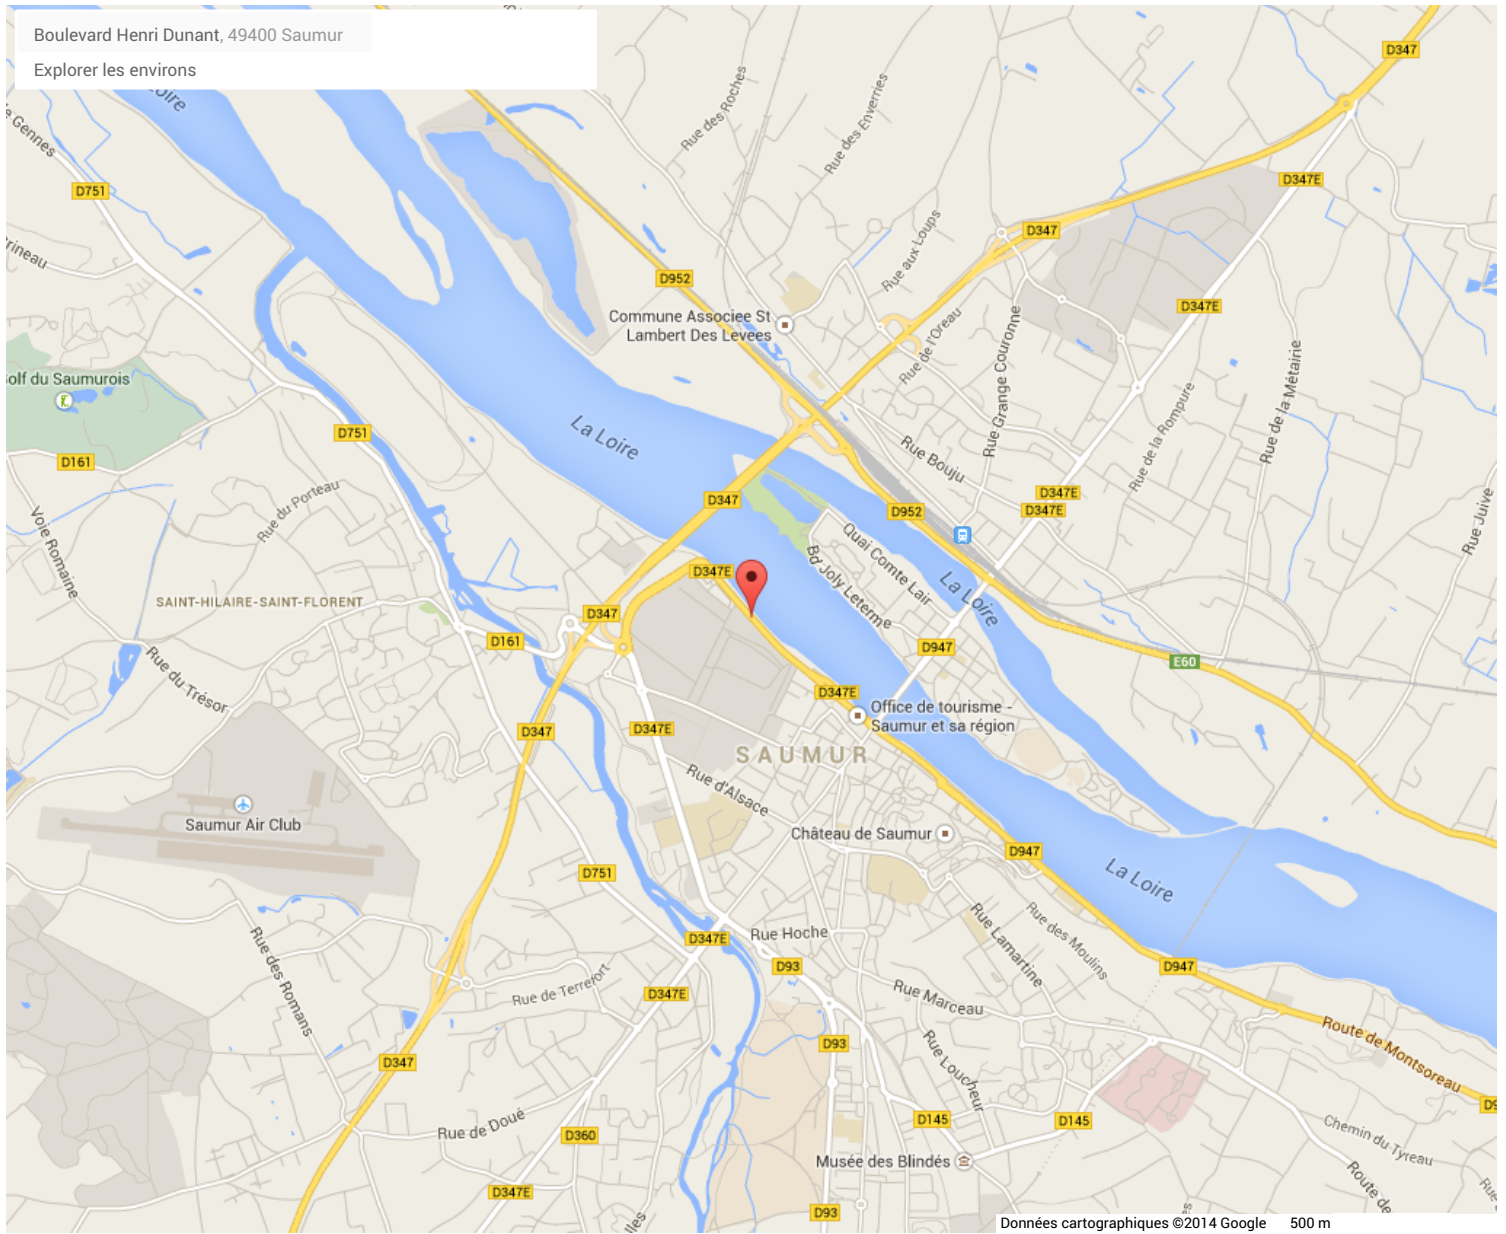 Boulevard Henri Dunant, 49400 Saumur
Explorer les environs
D347
Rue des Roches
Rue des Enverries
D751
D347E
D347
Rue aux Loups
D952
D347E
Commune Associee St
Lambert Des Levees
Rue de l'Oreau
Rue Grange Couronne
Rue de la Métairie
Rue de la Rompure
du Saumurois
D751
La Loire
D161
Rue Bouju
Rue du Porteau
D347
D347E
D347E
D952
Rue Juive
Voie Romaine
Quai Comte Lair
Bd Joly Leterme
La Loire
D347E
SAINT-HILAIRE-SAINT-FLORENT
D347
D161
D947
E60
Rue du Trésor
D347E
Office de tourisme -
Saumur et sa région
D347
D347E
SAUMUR
Rue d'Alsace
Saumur Air Club
Château de Saumur
D947
D751
La Loire
Rue des Romans
D347E
Rue Hoche
Rue Lamartine
Rue des Moulins
D93
D947
Rue de Terrefort
D347E
Rue Marceau
Route de Montsoreau
D93
D347
Rue Loucheur
Rue de Doué
D360
D145
D145
Chemin du Tyreau
Musée des Blindés
Route de
D347E
D93
Données cartographiques ©2014 Google 500 m